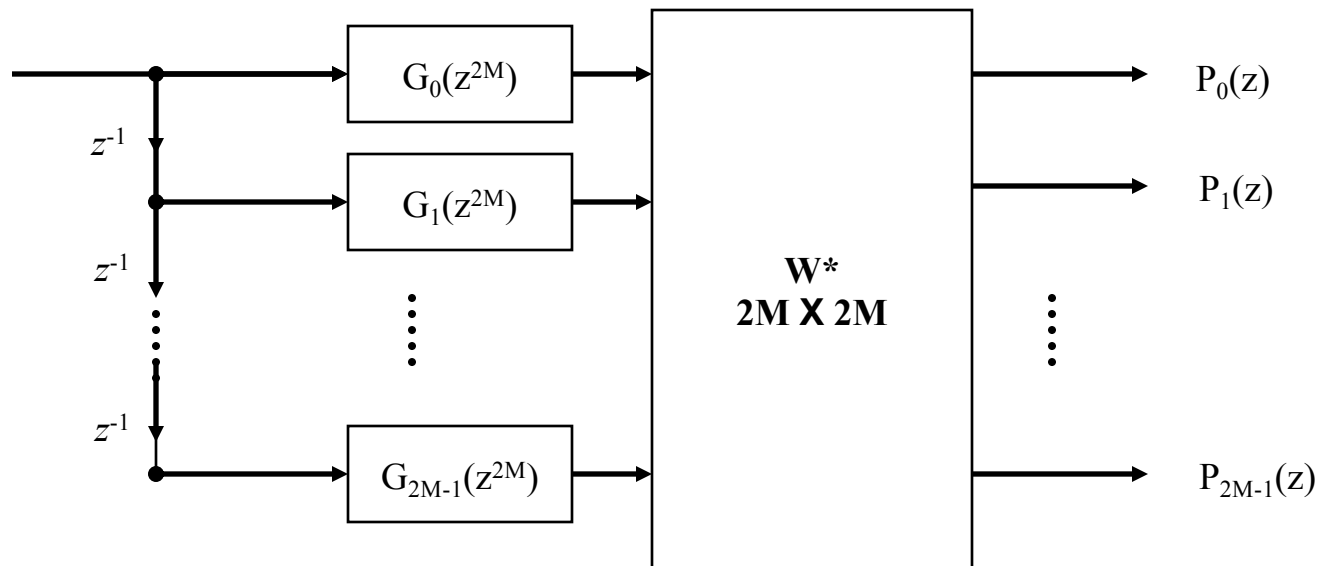 G₀(z²ᴹ)
P₀(z)
z⁻¹
G₁(z²ᴹ)
P₁(z)
z⁻¹
W*
2M X 2M
z⁻¹
G₂ₘ₋₁(z²ᴹ)
P₂ₘ₋₁(z)